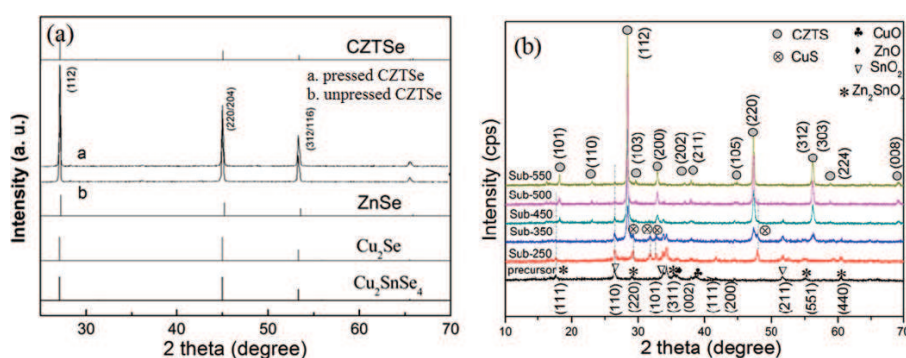 (a)
CZTSe
(112)
a. pressed CZTSe
b. unpressed CZTSe
(220/204)
(312/116)
a
b
ZnSe
Cu₂Se
Cu₂SnSe₄
Intensity (a. u.)
30 40 50 60 70
2 theta (degree)
(b)
CZTS
CuS
CuO
ZnO
SnO₂
Zn₂SnO₄
(112)
(101)
(110)
(103)
(200)
(202)
(211)
(105)
(220)
(312)
(303)
(224)
(008)
Sub-550
Sub-500
Sub-450
Sub-350
Sub-250
precursor
(111)
(110)
(220)
(101)
(311)
(002)
(111)
(200)
(211)
(551)
(440)
Intensity (cps)
10 20 30 40 50 60 70
2 theta (degree)